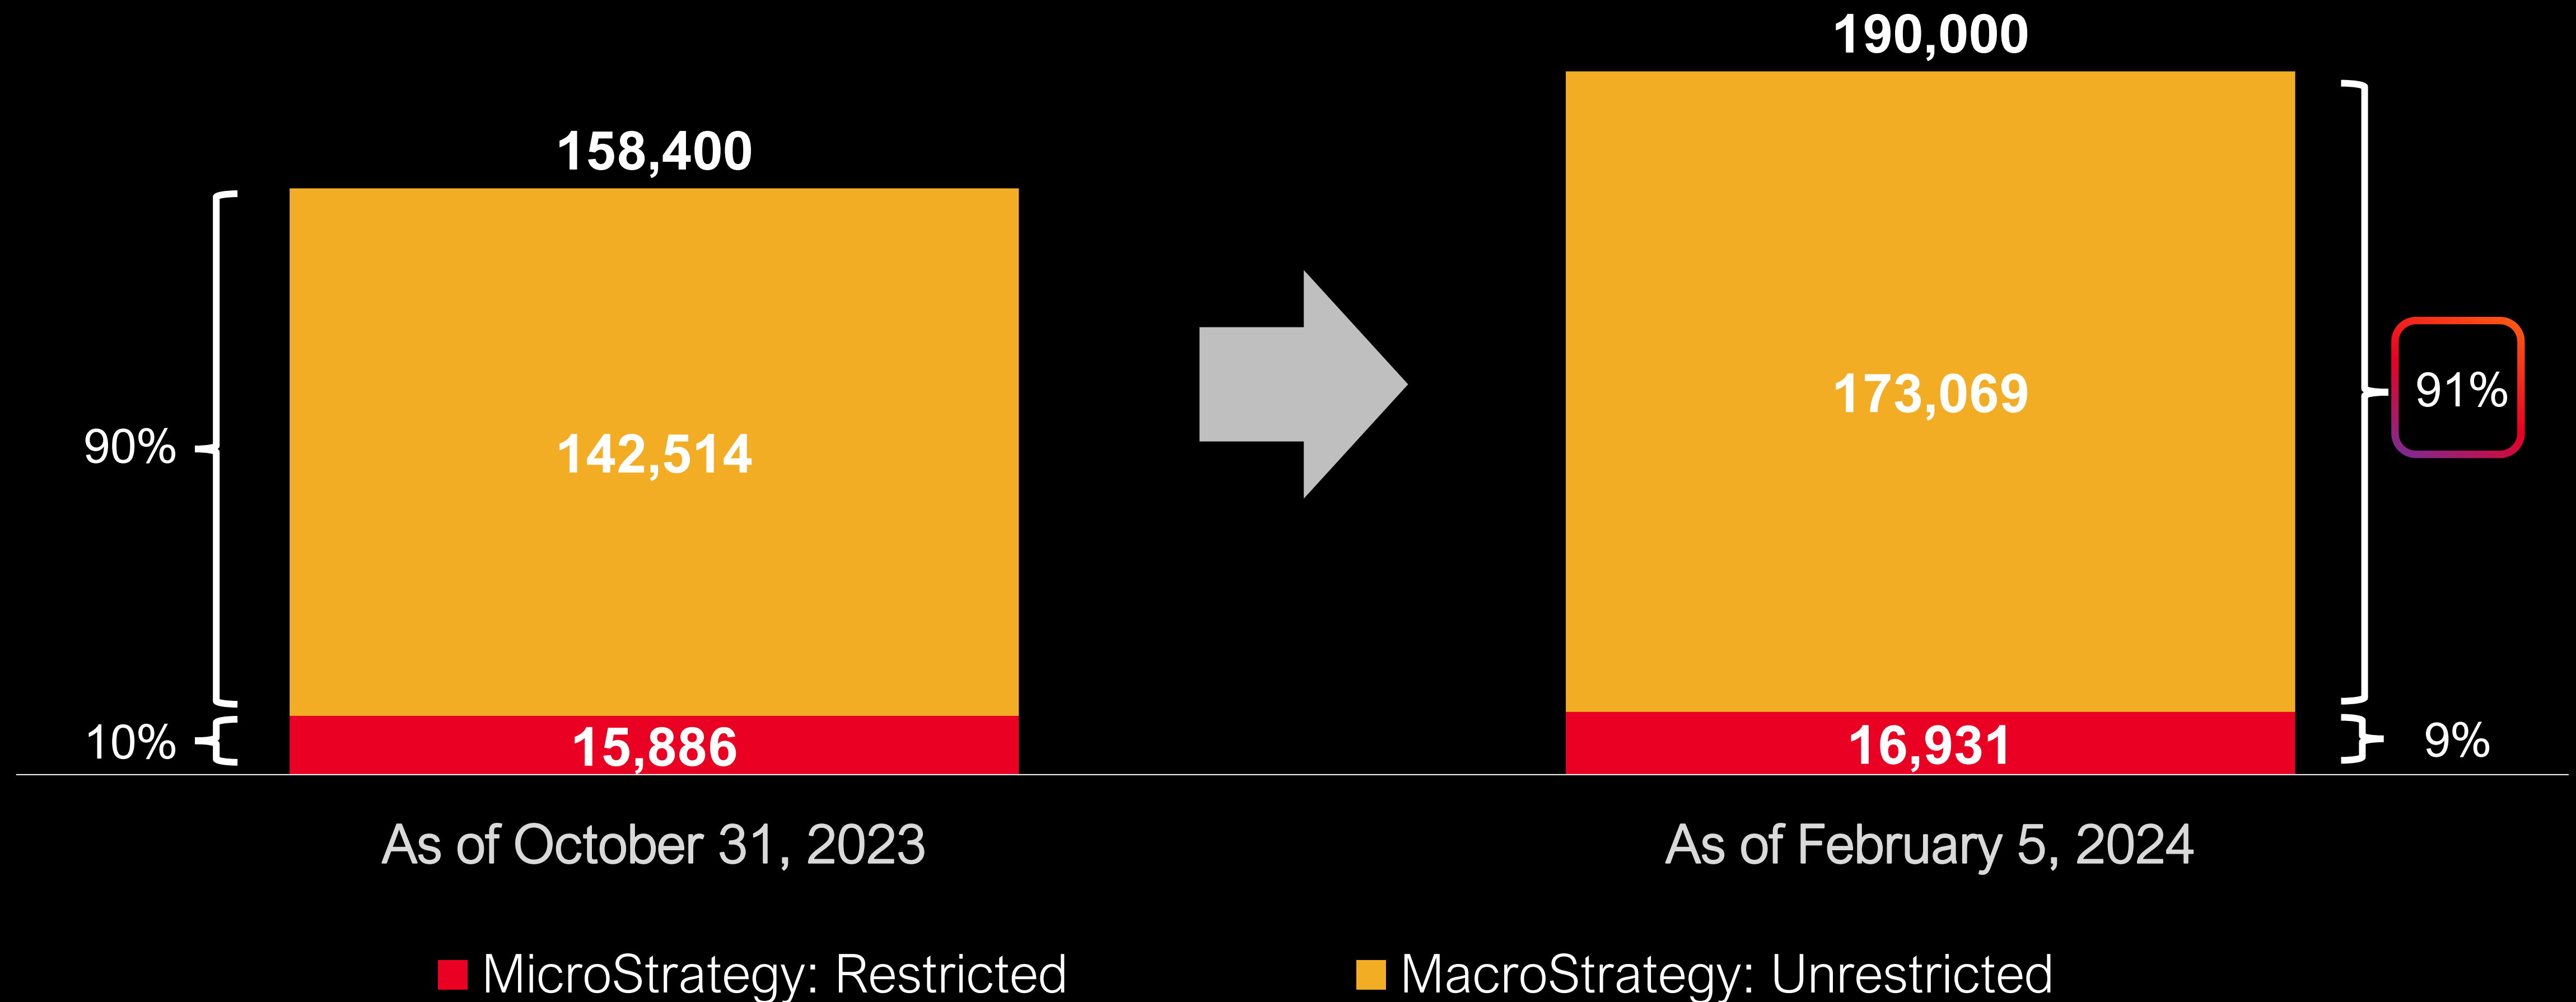 190,000
158,400
173,069
91%
142,514
90%
15,886
10%
16,931
9%
As of October 31, 2023
As of February 5, 2024
MicroStrategy: Restricted
MacroStrategy: Unrestricted